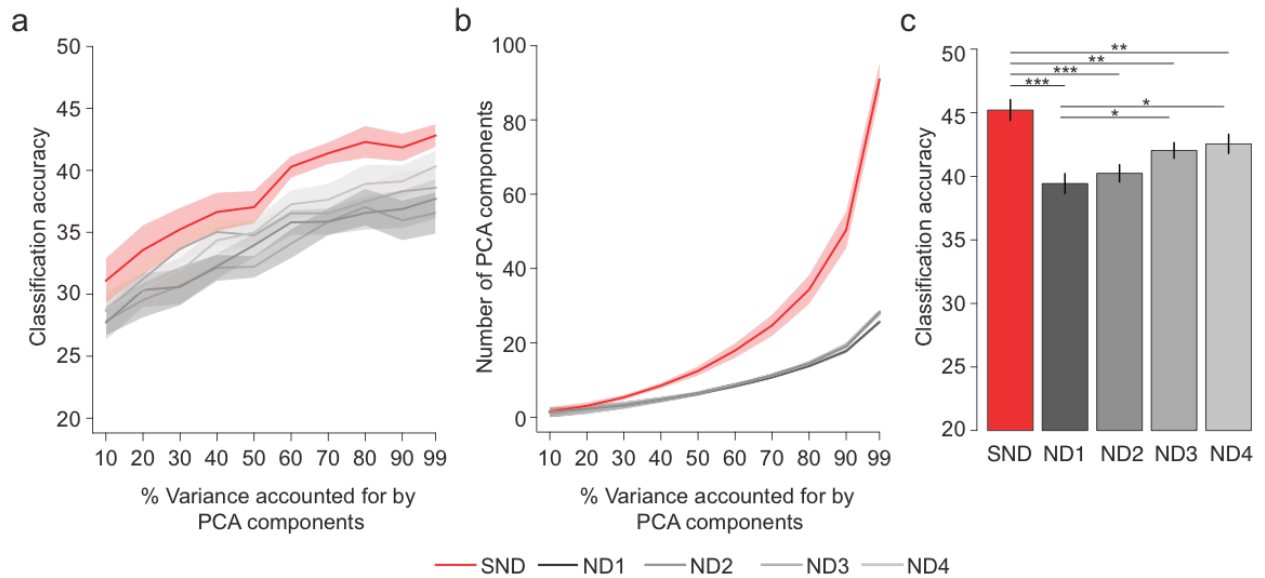 a
50
45
40
35
30
25
20
Classification accuracy
10 20 30 40 50 60 70 80 90 99
% Variance accounted for by
PCA components
b
100
80
60
40
20
0
Number of PCA components
10 20 30 40 50 60 70 80 90 99
% Variance accounted for by
PCA components
c
50
45
40
35
30
25
20
Classification accuracy
**
**
***
***
*
*
SND ND1 ND2 ND3 ND4
SND ND1 ND2 ND3 ND4